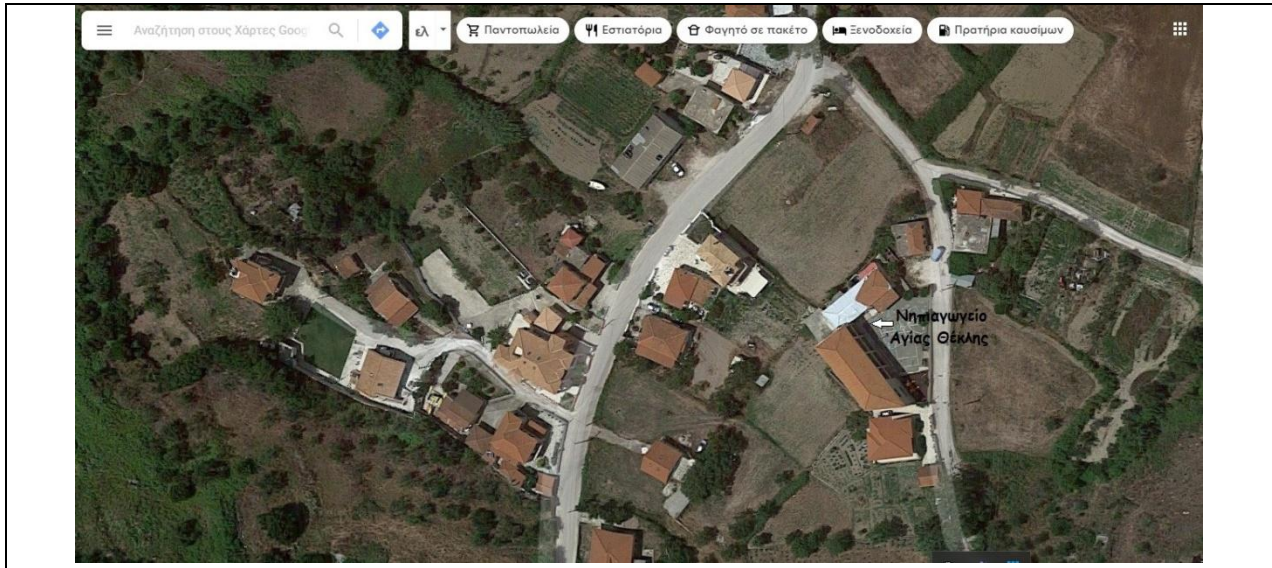 Αναζήτηση στους Χάρτες Goog
ελ
Παντοπωλεία
Εστιατόρια
Φαγητό σε πακέτο
Ξενοδοχεία
Πρατήρια καυσίμων
Νηπιαγωγείο
Αγίας Θέκλης